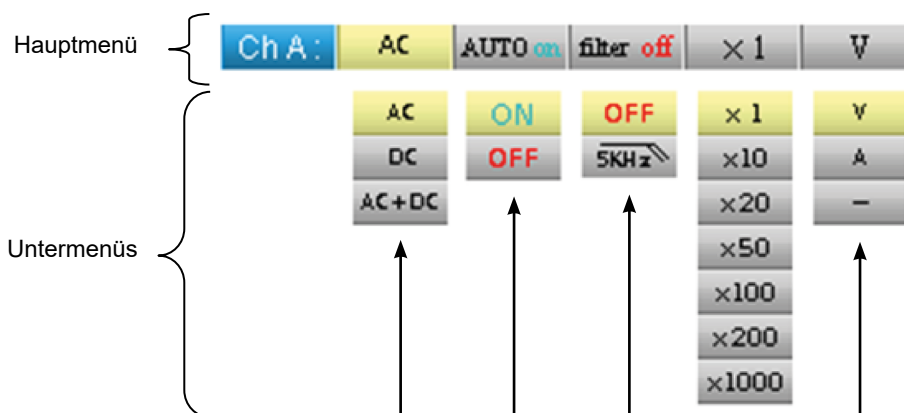 Hauptmenü
Ch A: AC AUTO on filter off ×1 V
Untermenüs
AC ON OFF ×1 V
DC OFF 5KHz ×10 A
AC+DC ×20 −
×50
×100
×200
×1000